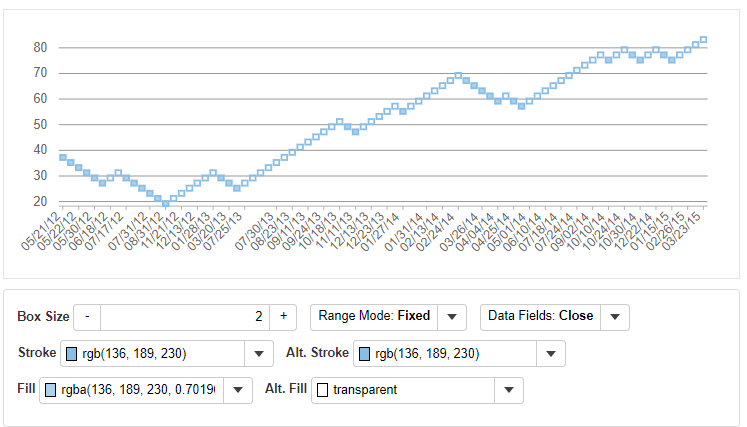 80
70
60
50
40
30
20
05/21/12 05/22/12 05/30/12 06/18/12 07/17/12 07/31/12 08/31/12 11/21/12 12/13/12 01/28/13 03/20/13 07/25/13 07/30/13 08/23/13 09/11/13 09/24/13 10/18/13 11/11/13 12/13/13 12/23/13 01/27/14 01/31/14 02/13/14 02/24/14 03/26/14 04/04/14 04/25/14 05/01/14 06/10/14 07/18/14 07/24/14 09/02/14 10/10/14 10/24/14 10/30/14 12/22/14 01/15/15 02/26/15 03/23/15
Box Size - 2 + Range Mode: Fixed Data Fields: Close
Stroke rgb(136, 189, 230) Alt. Stroke rgb(136, 189, 230)
Fill rgba(136, 189, 230, 0.7019( Alt. Fill transparent